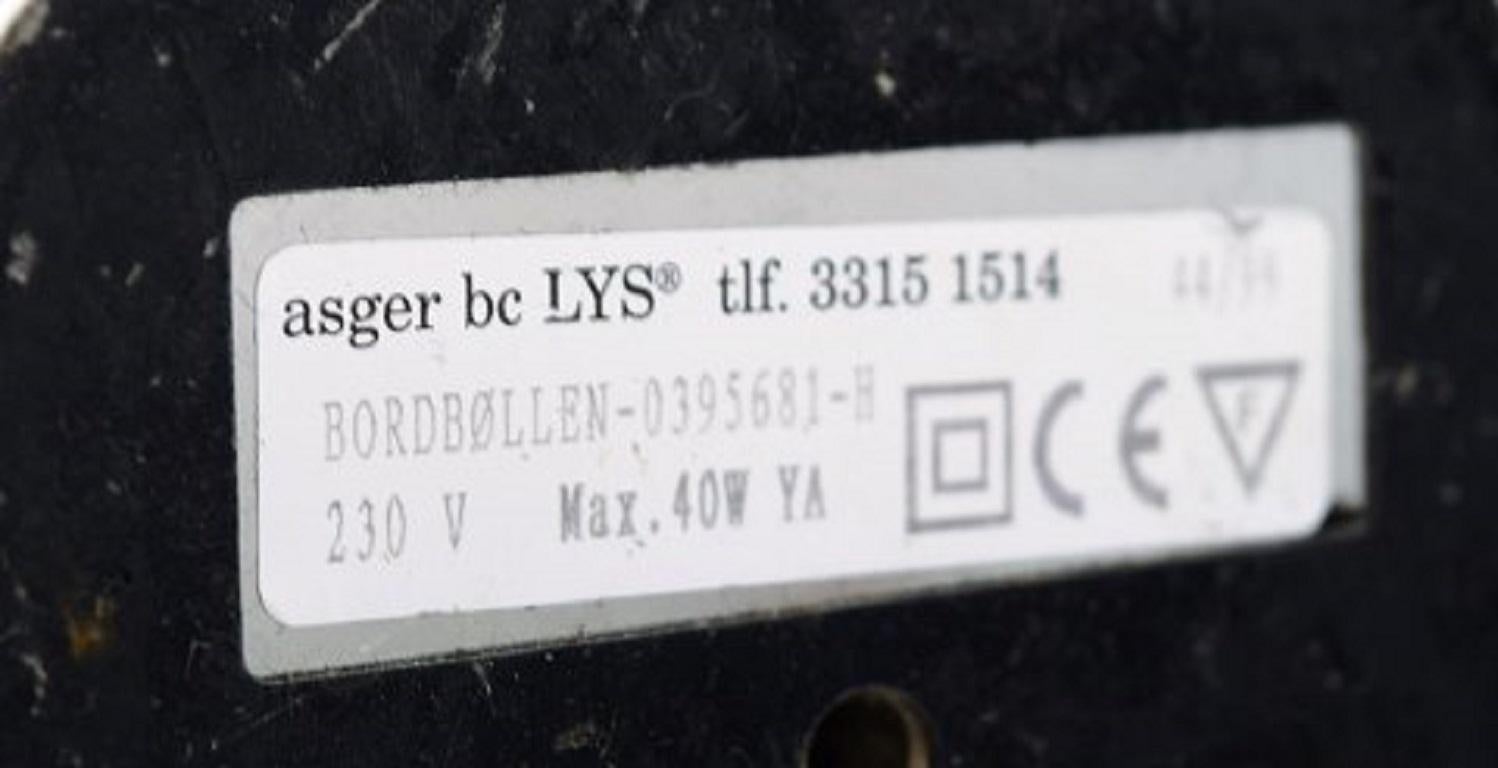 asger bc LYS® tlf. 3315 1514
BORDBØLLEN-0395681-H
230 V Max.40W YA
CE F